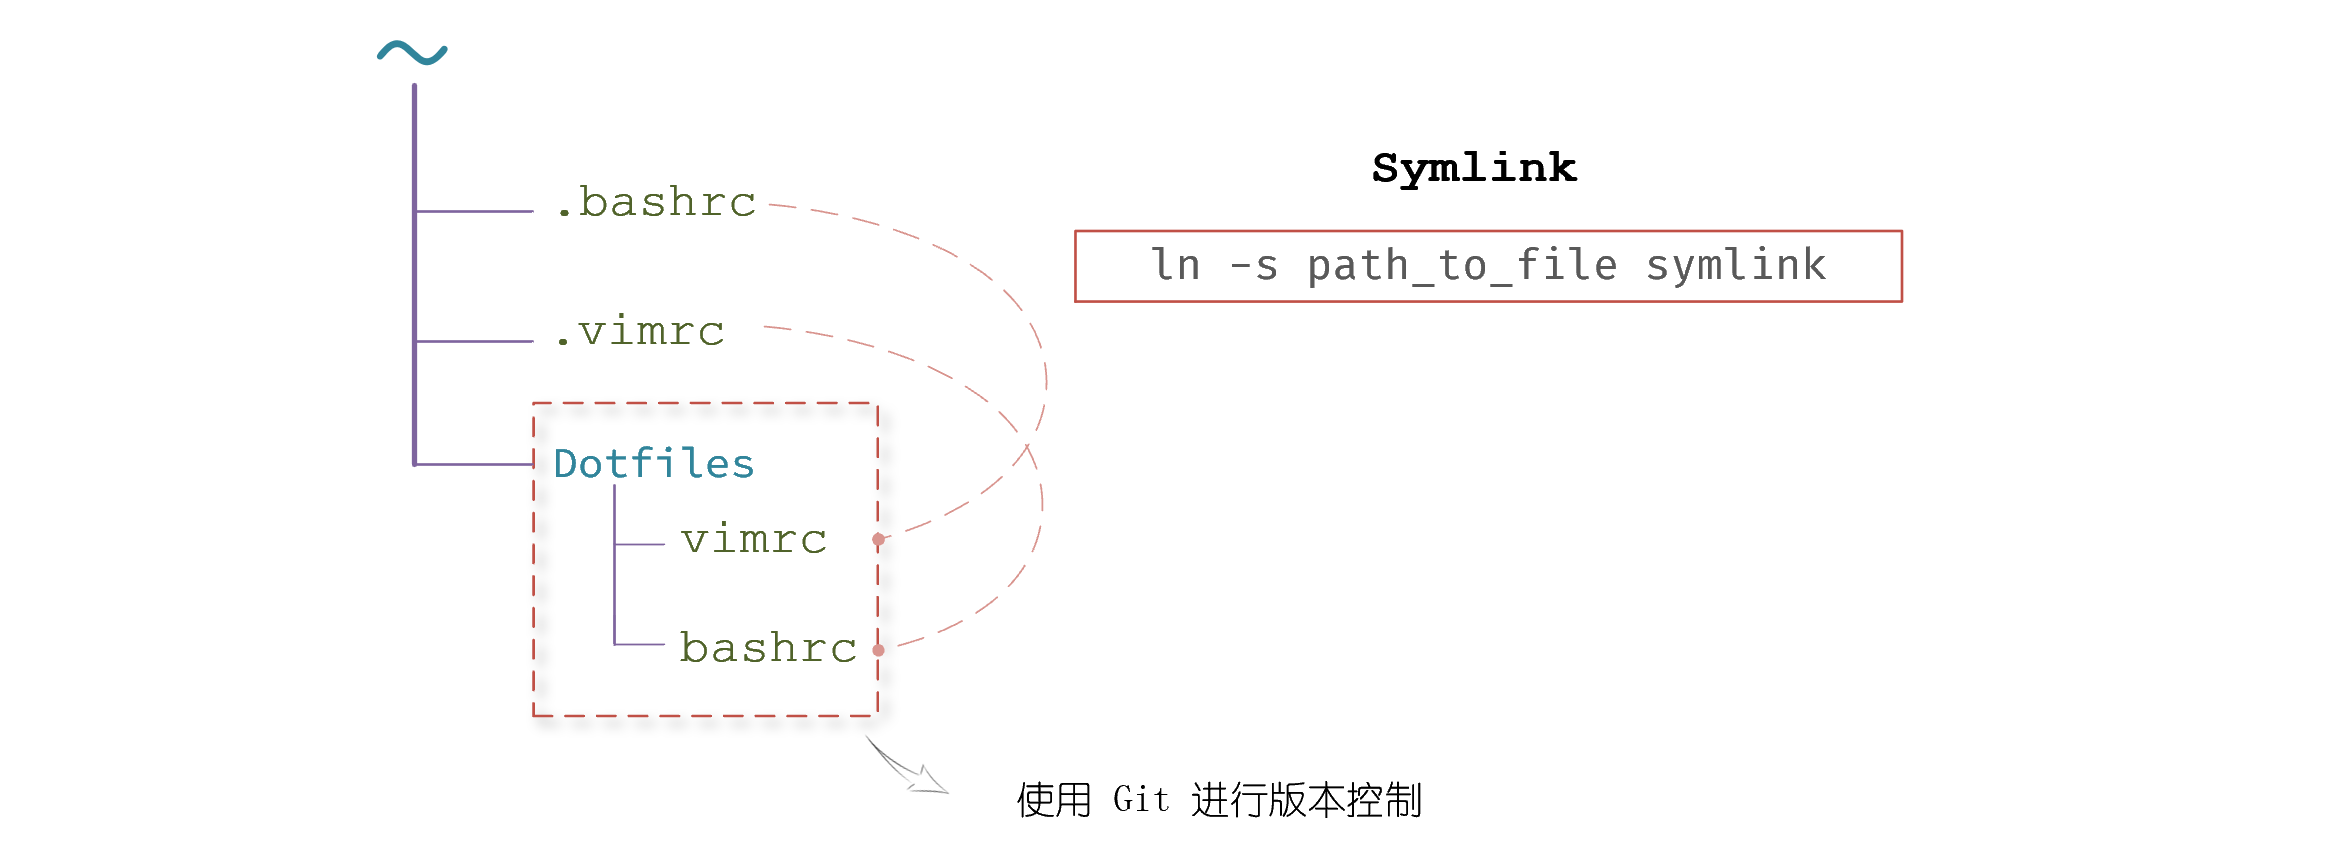 ~
.bashrc
Symlink
ln -s path_to_file symlink
.vimrc
Dotfiles
vimrc
bashrc
使用 Git 进行版本控制